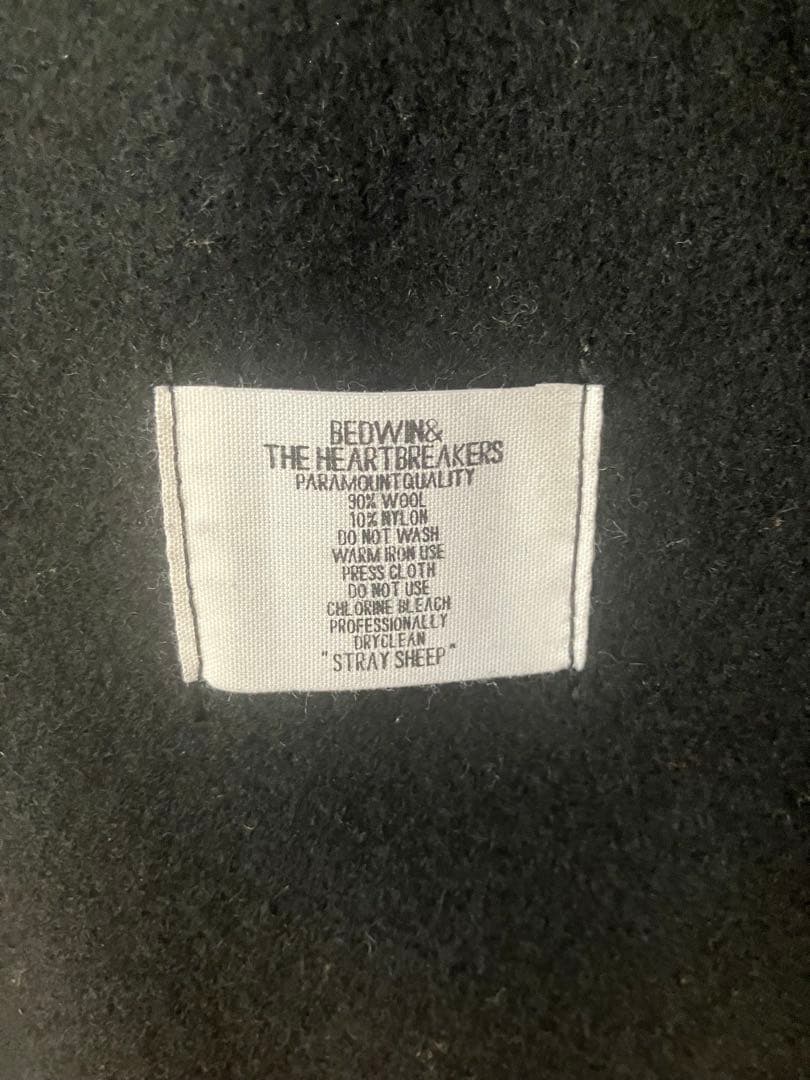 BEDWIN&
THE HEARTBREAKERS
PARAMOUNT QUALITY
90% WOOL
10% NYLON
DO NOT WASH
WARM IRON USE
PRESS CLOTH
DO NOT USE
CHLORINE BLEACH
PROFESSIONALLY
DRYCLEAN
"STRAY SHEEP"